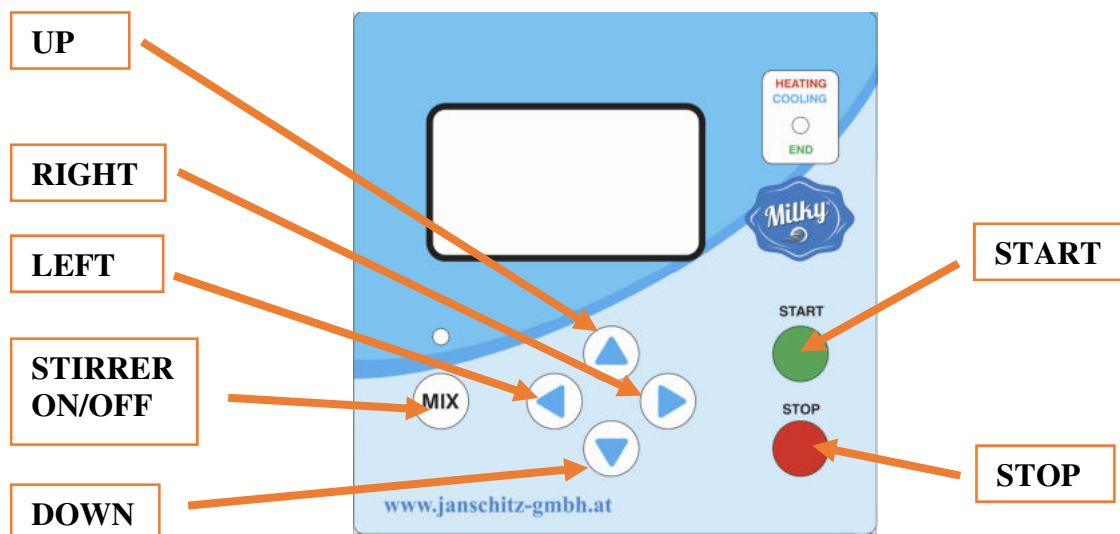 UP
RIGHT
LEFT
STIRRER
ON/OFF
DOWN
HEATING
COOLING
END
Milky
START
MIX
STOP
www.janschitz-gmbh.at
START
STOP